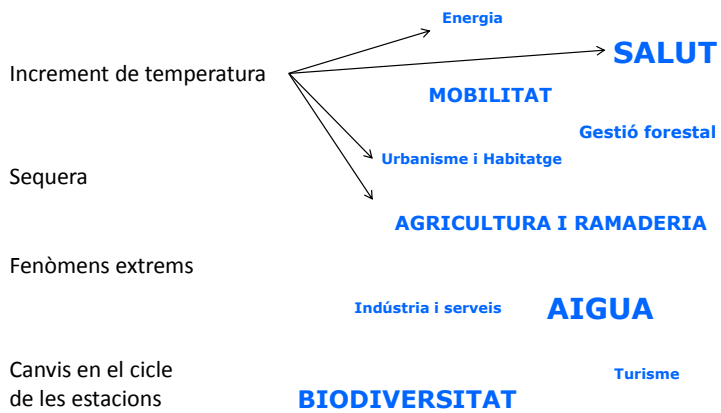 Energia
SALUT
Increment de temperatura
MOBILITAT
Gestió forestal
Urbanisme i Habitatge
Sequera
AGRICULTURA I RAMADERIA
Fenòmens extrems
Indústria i serveis
AIGUA
Canvis en el cicle
de les estacions
Turisme
BIODIVERSITAT